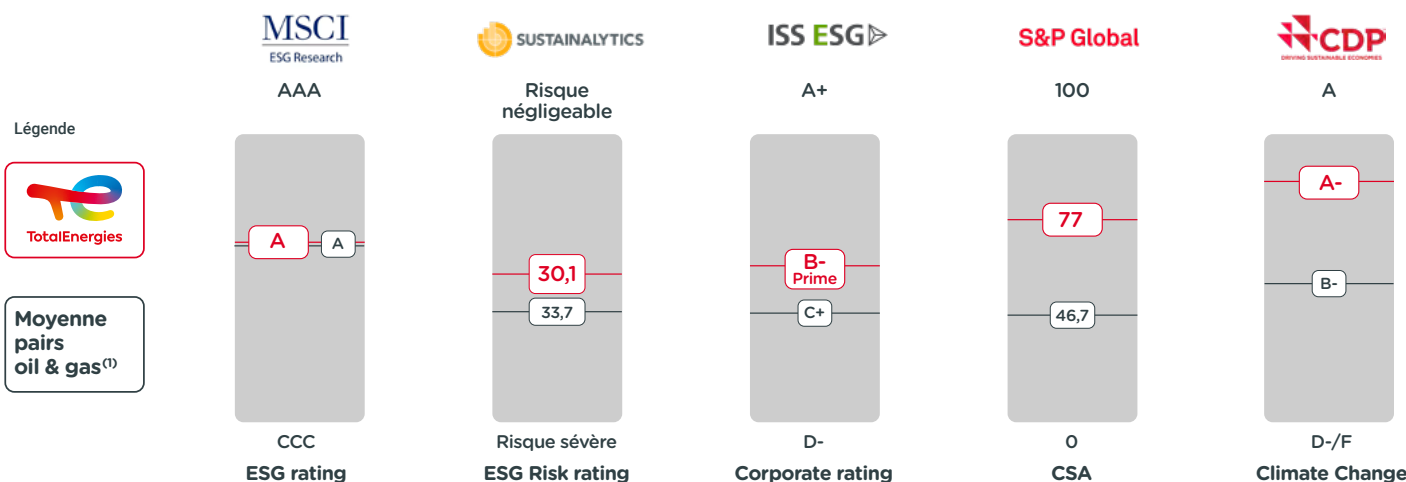 MSCI
ESG Research
SUSTAINALYTICS
ISS ESG
S&P Global
CDP
DRIVING SUSTAINABLE ECONOMIES
AAA
Risque
négligeable
A+
100
A
Légende
TotalEnergies
Moyenne
pairs
oil & gas(1)
A
A
30,1
33,7
B-
Prime
C+
77
46,7
A-
B-
CCC
Risque sévère
D-
0
D-/F
ESG rating
ESG Risk rating
Corporate rating
CSA
Climate Change